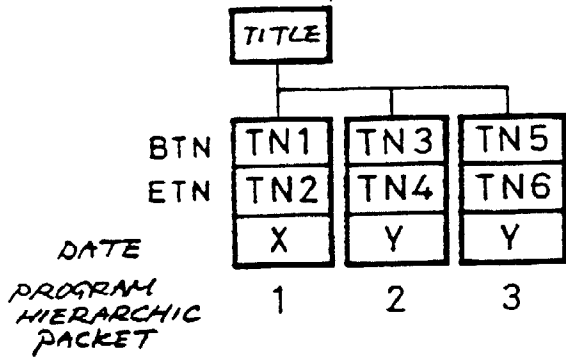 TITLE
BTN TN1 TN3 TN5
ETN TN2 TN4 TN6
DATE X Y Y
PROGRAM
HIERARCHIC
PACKET
1 2 3